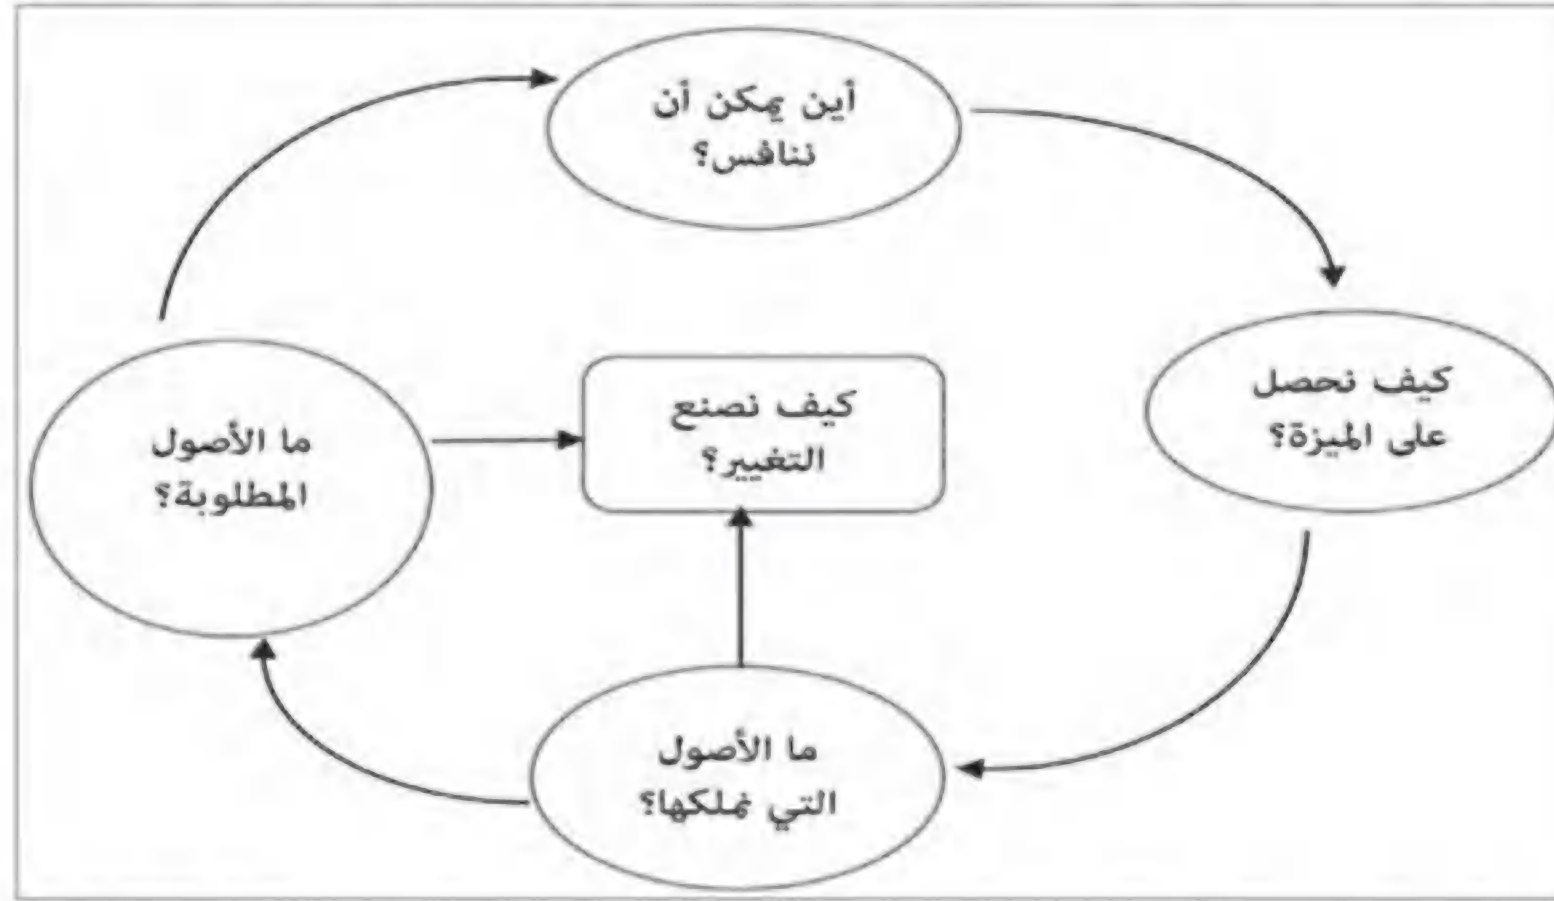 أين يمكن أن
ننافس؟
كيف نحصل
على الميزة؟
كيف نصنع
التغيير؟
ما الأصول
المطلوبة؟
ما الأصول
التي نملكها؟